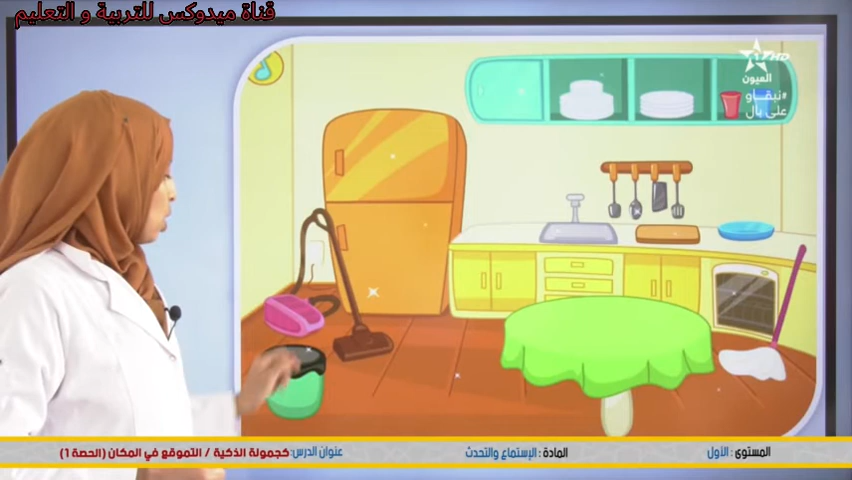 قناة ميدوكس للتربية و التعليم
HD
العيون
#نبقاو
على بال
المستوى : الأول
المادة : الإستماع والتحدث
عنوان الدرس: كجمولة الذكية / التموقع في المكان (الحصة 1)